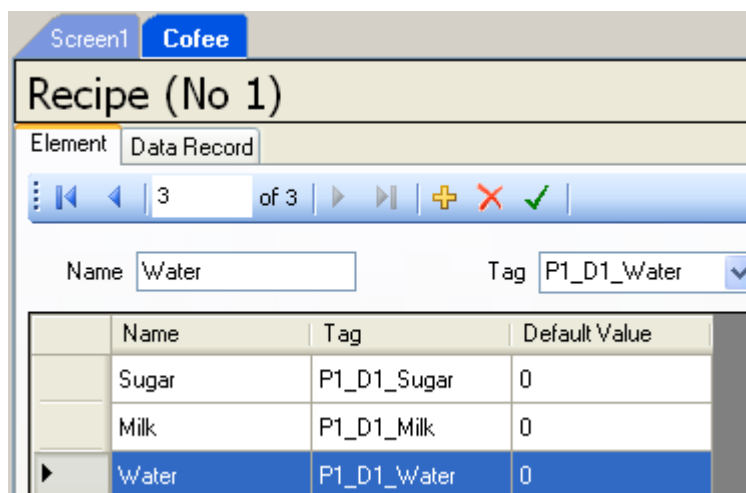 Screen1 Cofee
Recipe (No 1)
Element Data Record
3 of 3
Name Water Tag P1_D1_Water
Name Tag Default Value
Sugar P1_D1_Sugar 0
Milk P1_D1_Milk 0
Water P1_D1_Water 0